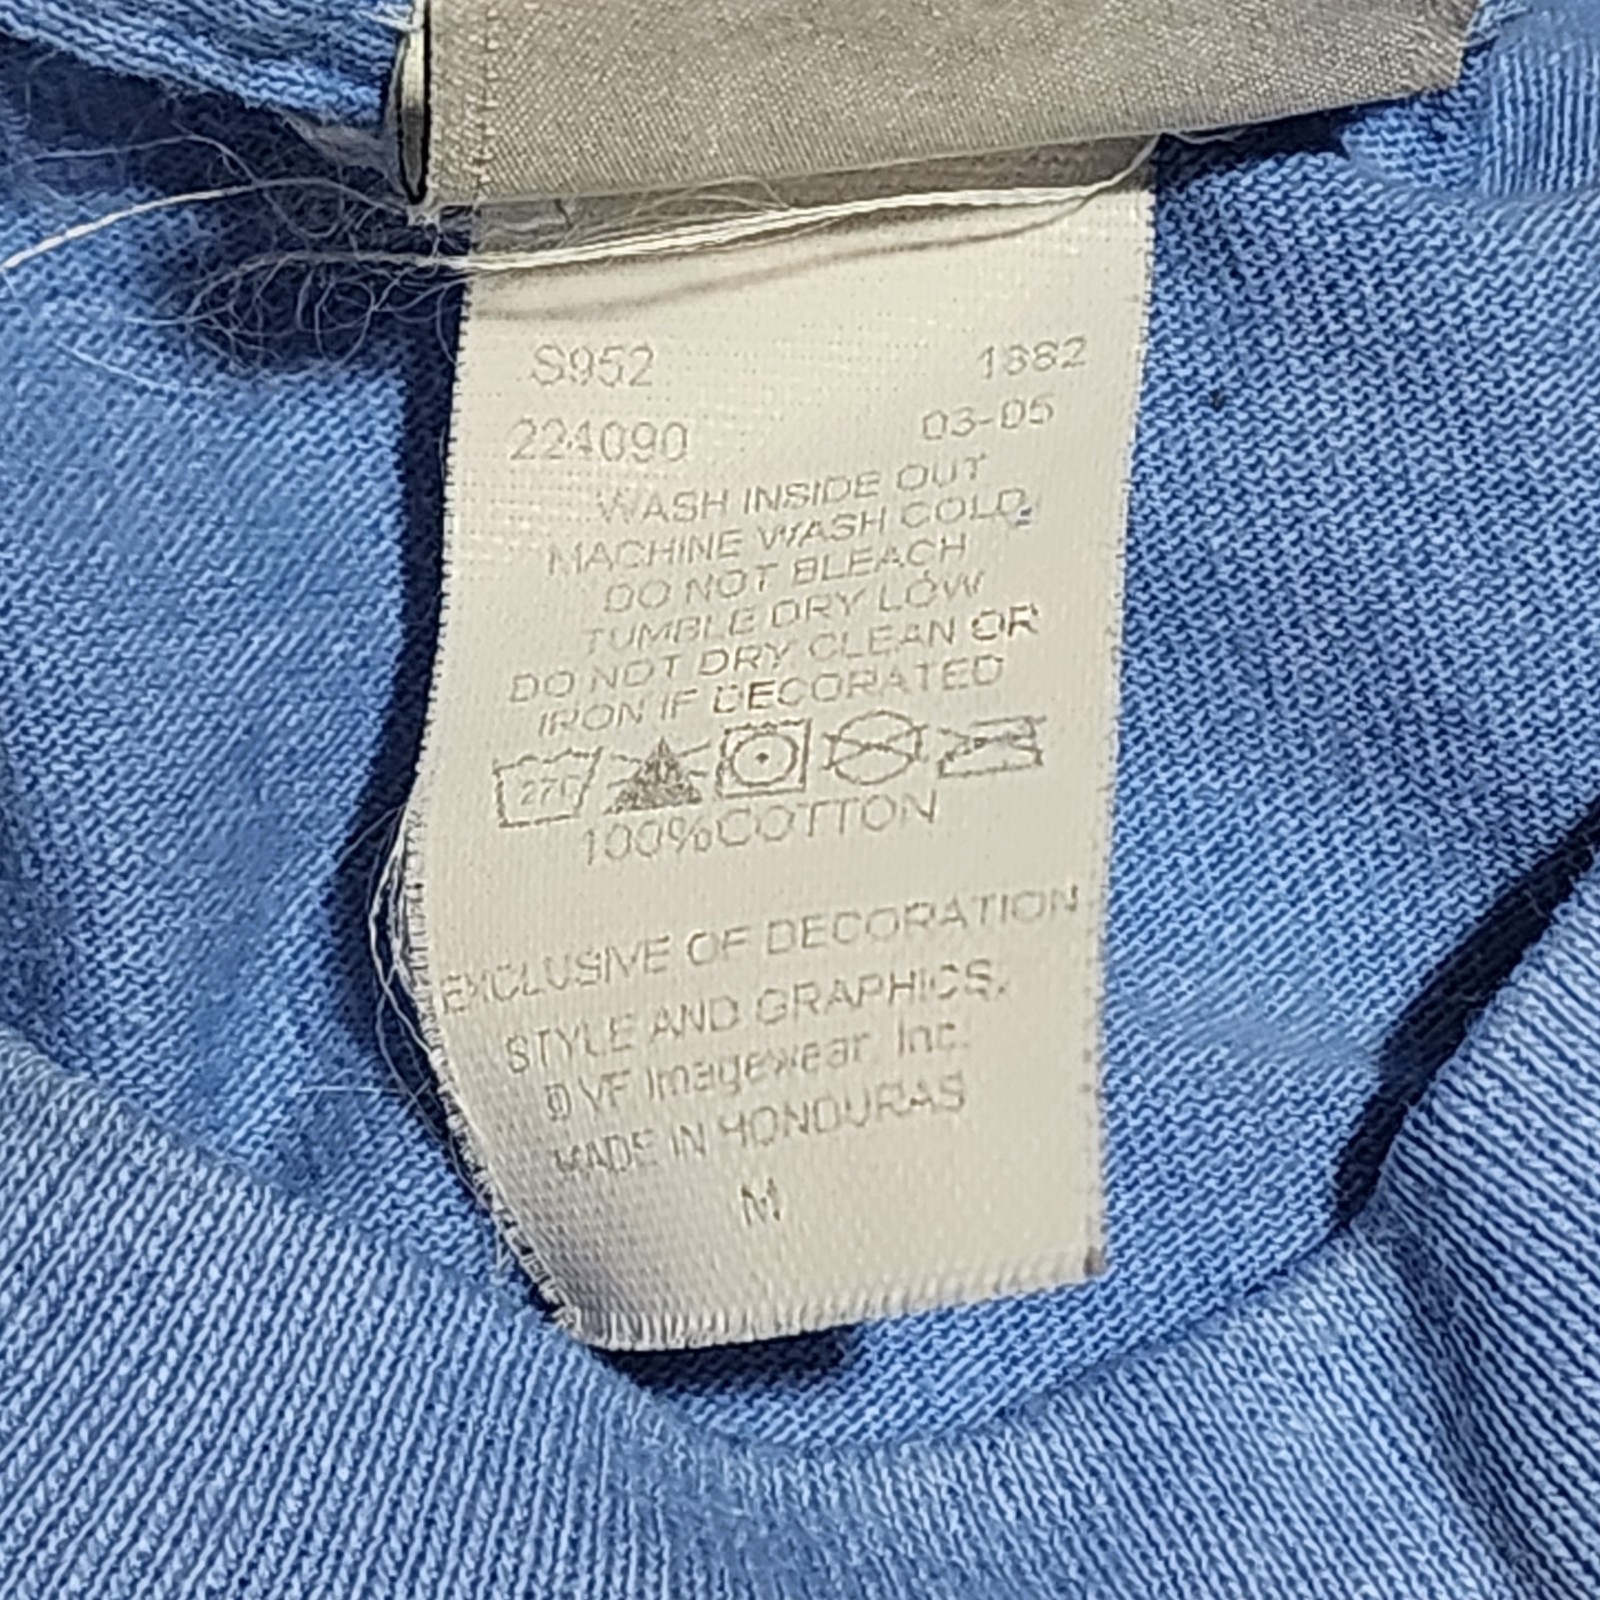 S952 1882
224090 03-05
WASH INSIDE OUT
MACHINE WASH COLD
DO NOT BLEACH
TUMBLE DRY LOW
DO NOT DRY CLEAN OR
IRON IF DECORATED
27C
100%COTTON
EXCLUSIVE OF DECORATION
STYLE AND GRAPHICS,
© VF Imagewear, Inc.
MADE IN HONDURAS
M